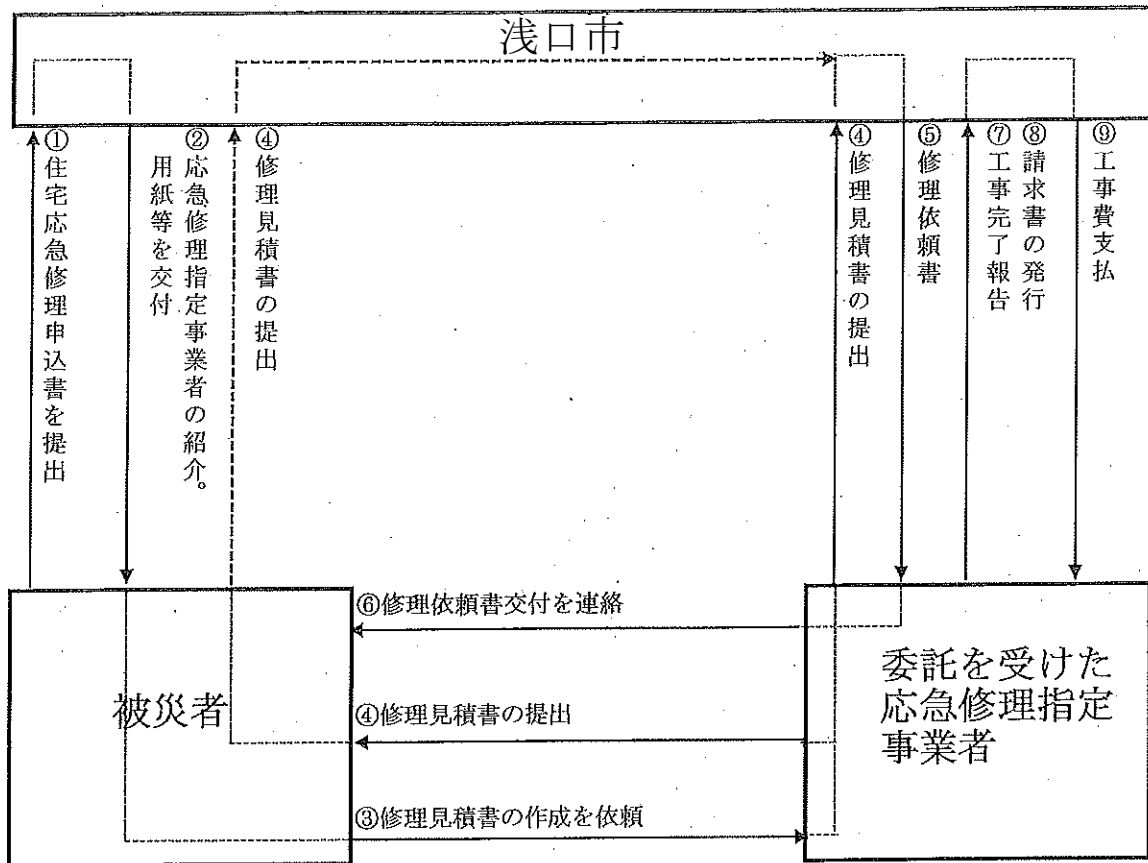 浅口市
①住宅応急修理申込書を提出
②応急修理指定事業者の紹介。
用紙等を交付
④修理見積書の提出
④修理見積書の提出
⑤修理依頼書
⑦工事完了報告
⑧請求書の発行
⑨工事費支払
⑥修理依頼書交付を連絡
被災者
④修理見積書の提出
③修理見積書の作成を依頼
委託を受けた
応急修理指定
事業者